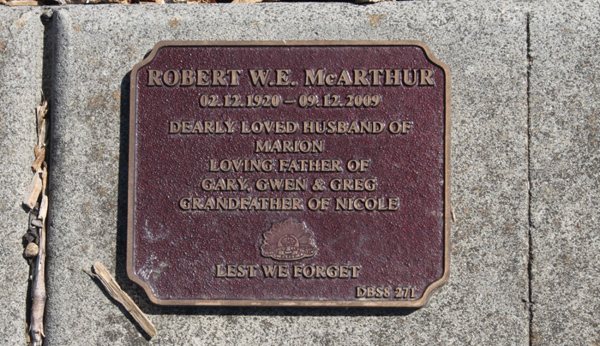 ROBERT W.E. McARTHUR
02.12.1920 – 09.12.2009
DEARLY LOVED HUSBAND OF
MARION
LOVING FATHER OF
GARY, GWEN & GREG
GRANDFATHER OF NICOLE
LEST WE FORGET
DBS8 271